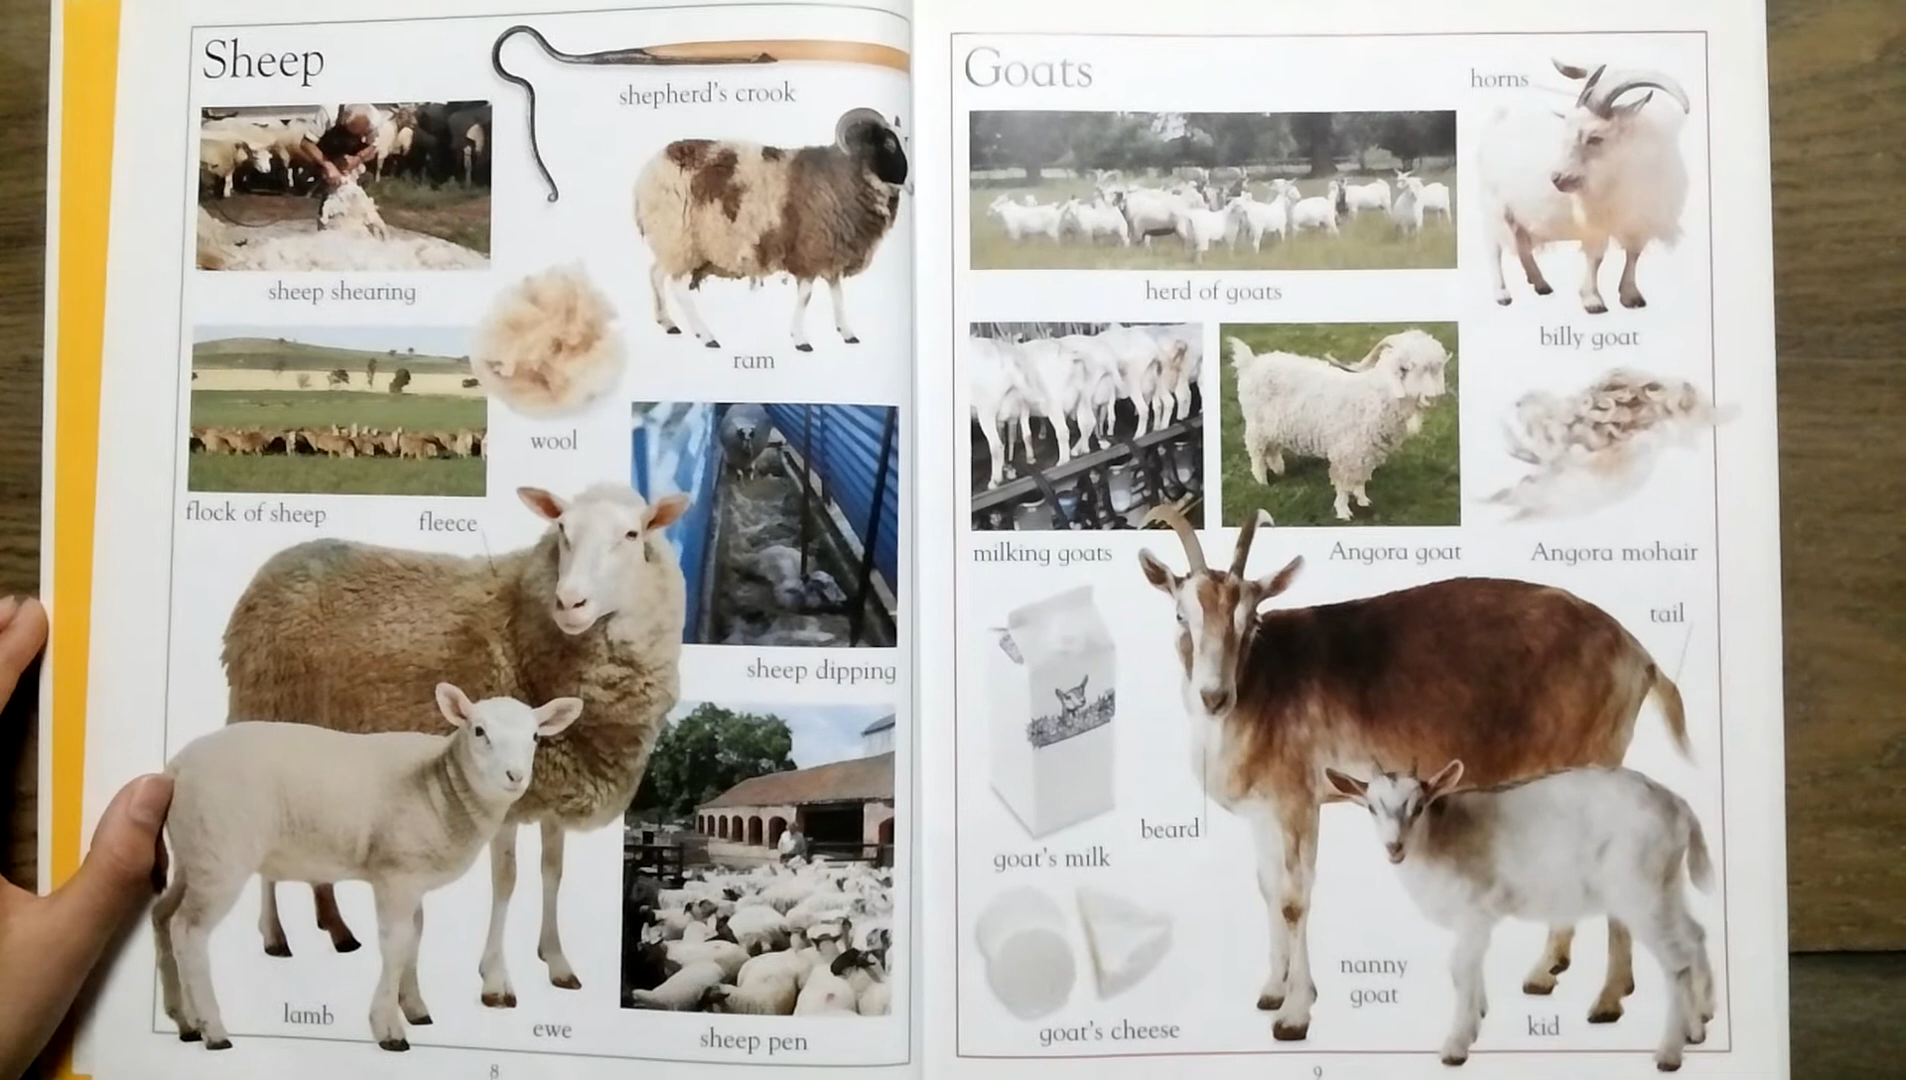 Sheep
shepherd's crook
sheep shearing
ram
wool
flock of sheep
fleece
sheep dipping
lamb
ewe
sheep pen
8
Goats
horns
herd of goats
billy goat
milking goats
Angora goat
Angora mohair
tail
beard
goat's milk
nanny
goat
goat's cheese
kid
9